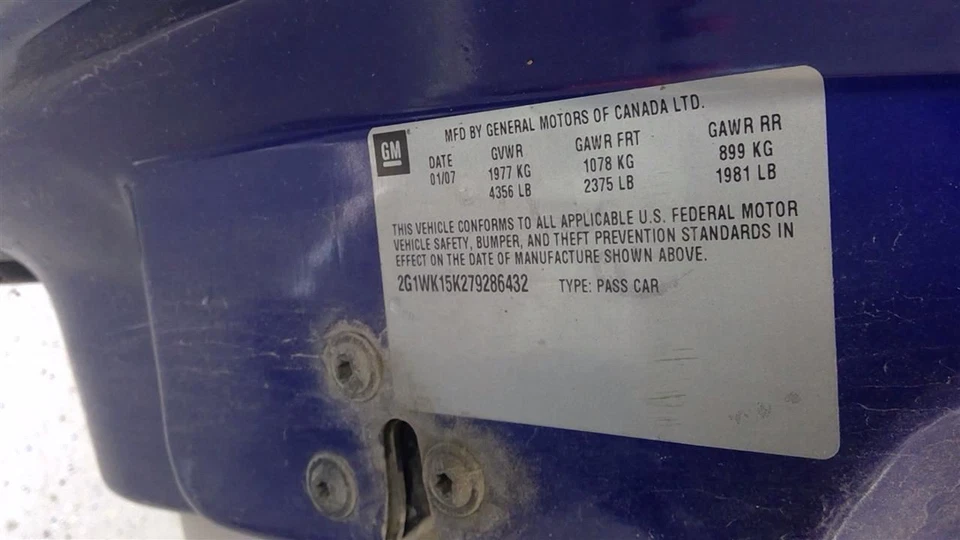 MFD BY GENERAL MOTORS OF CANADA LTD.
GM
DATE GVWR GAWR FRT GAWR RR
01/07 1977 KG 1078 KG 899 KG
4356 LB 2375 LB 1981 LB
THIS VEHICLE CONFORMS TO ALL APPLICABLE U.S. FEDERAL MOTOR
VEHICLE SAFETY, BUMPER, AND THEFT PREVENTION STANDARDS IN
EFFECT ON THE DATE OF MANUFACTURE SHOWN ABOVE.
2G1WK15K279286432 TYPE: PASS CAR